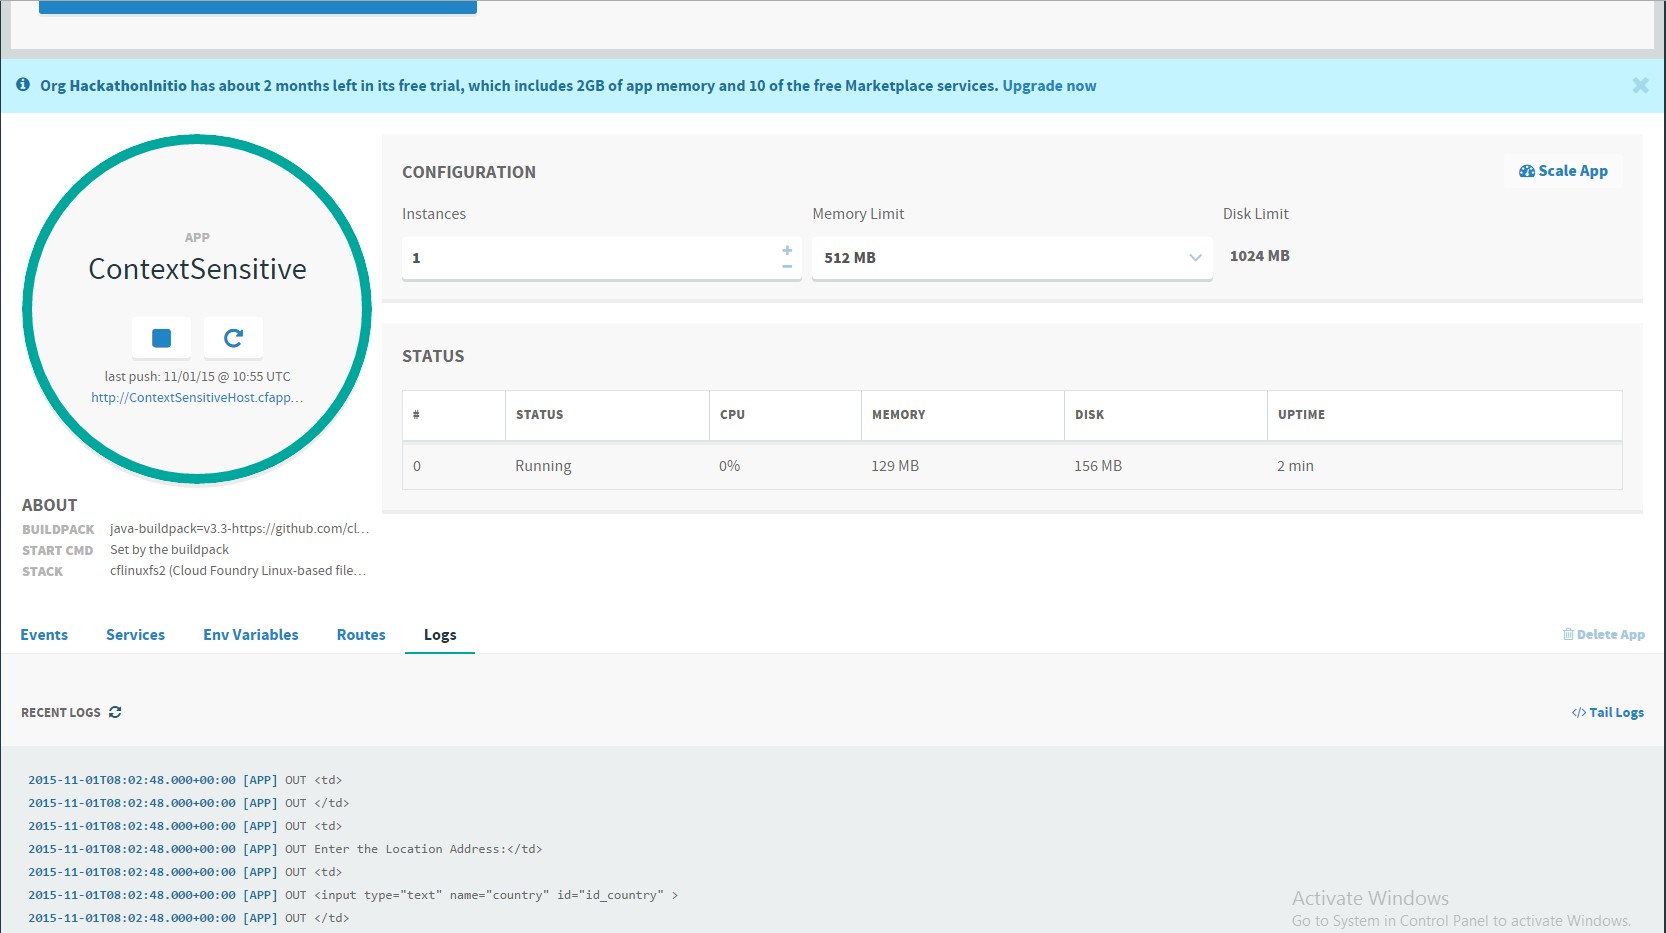 Org HackathonInitio has about 2 months left in its free trial, which includes 2GB of app memory and 10 of the free Marketplace services. Upgrade now
APP
ContextSensitive
last push: 11/01/15 @ 10:55 UTC
http://ContextSensitiveHost.cfapp...
ABOUT
BUILDPACK java-buildpack=v3.3-https://github.com/cl...
START CMD Set by the buildpack
STACK cflinuxfs2 (Cloud Foundry Linux-based file...
CONFIGURATION
Scale App
Instances Memory Limit Disk Limit
1 512 MB 1024 MB
STATUS
# STATUS CPU MEMORY DISK UPTIME
0 Running 0% 129 MB 156 MB 2 min
Events Services Env Variables Routes Logs Delete App
RECENT LOGS </> Tail Logs
2015-11-01T08:02:48.000+00:00 [APP] OUT <td>
2015-11-01T08:02:48.000+00:00 [APP] OUT </td>
2015-11-01T08:02:48.000+00:00 [APP] OUT <td>
2015-11-01T08:02:48.000+00:00 [APP] OUT Enter the Location Address:</td>
2015-11-01T08:02:48.000+00:00 [APP] OUT <td>
2015-11-01T08:02:48.000+00:00 [APP] OUT <input type="text" name="country" id="id_country" >
2015-11-01T08:02:48.000+00:00 [APP] OUT </td>
Activate Windows
Go to System in Control Panel to activate Windows.